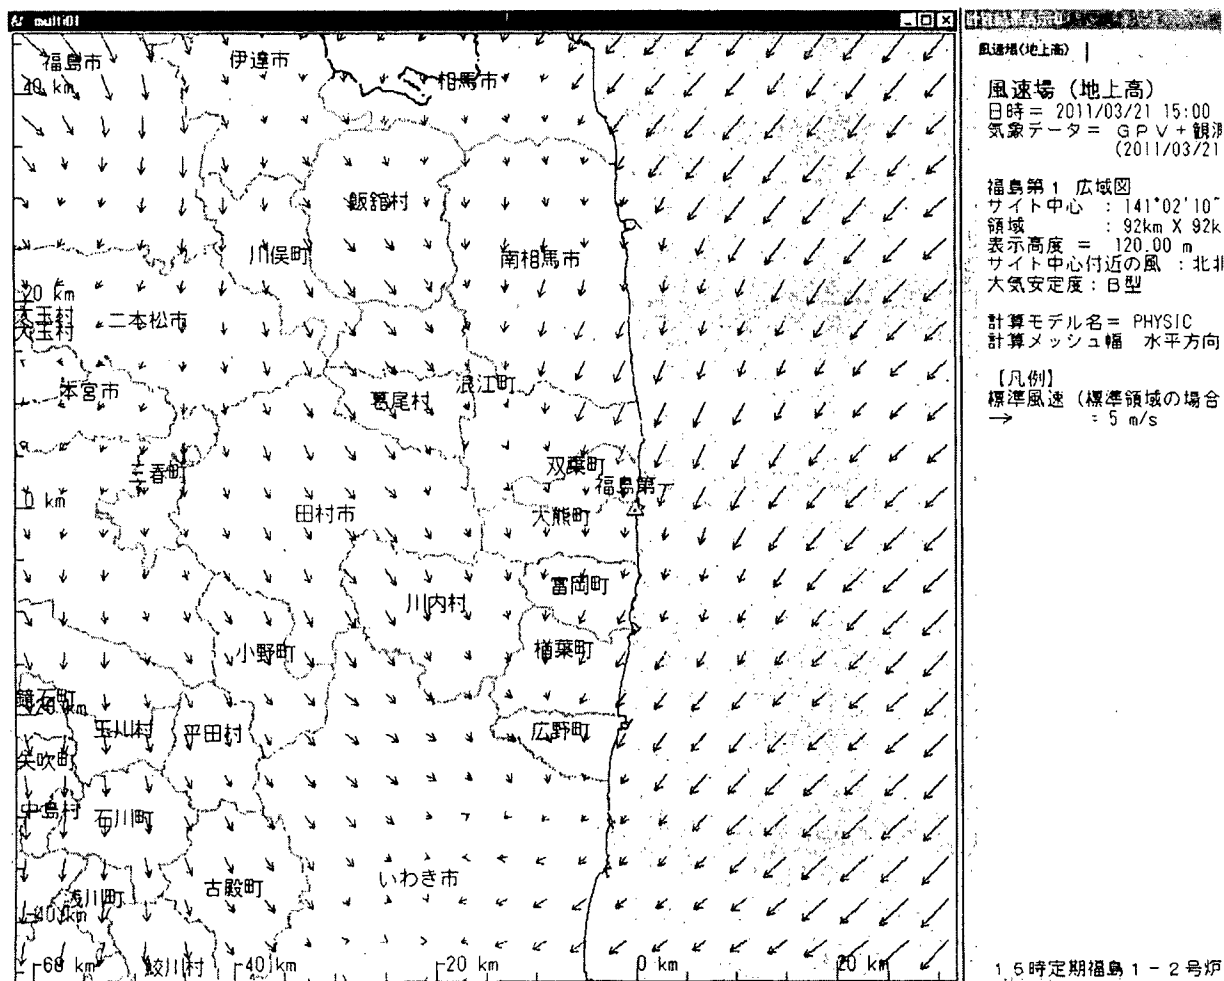 multi01
福島市
伊達市
相馬市
40 km
飯舘村
川俣町
南相馬市
20 km
大玉村
大玉村
二本松市
本宮市
浪江町
葛尾村
三春町
双葉町
福島第一
0 km
田村市
大熊町
富岡町
川内村
小野町
楢葉町
鏡石町
-20 km
玉川村
平田村
広野町
矢吹町
中島村
石川町
いわき市
古殿町
浅川町
-40 km
-60 km
鮫川村
-40 km
-20 km
0 km
20 km
計算結果表示
風速場(地上高)
風速場 (地上高)
日時 = 2011/03/21 15:00
気象データ = GPV+観測
(2011/03/21
福島第1 広域図
サイト中心 : 141°02'10"
領域 : 92km X 92k
表示高度 = 120.00 m
サイト中心付近の風 : 北北
大気安定度 : B型
計算モデル名 = PHYSIC
計算メッシュ幅 水平方向
【凡例】
標準風速 (標準領域の場合
→ : 5 m/s
15時定期福島1-2号炉